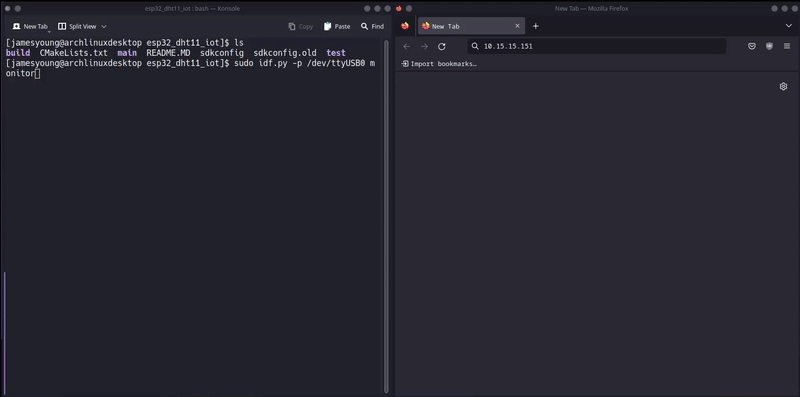 esp32_dht11_iot : bash — Konsole
New Tab
Split View
Copy
Paste
Find
[jamesyoung@archlinuxdesktop esp32_dht11_iot]$ ls
build  CMakeLists.txt  main  README.MD  sdkconfig  sdkconfig.old  test
[jamesyoung@archlinuxdesktop esp32_dht11_iot]$ sudo idf.py -p /dev/ttyUSB0 m
onitor
New Tab — Mozilla Firefox
New Tab
10.15.15.151
Import bookmarks…